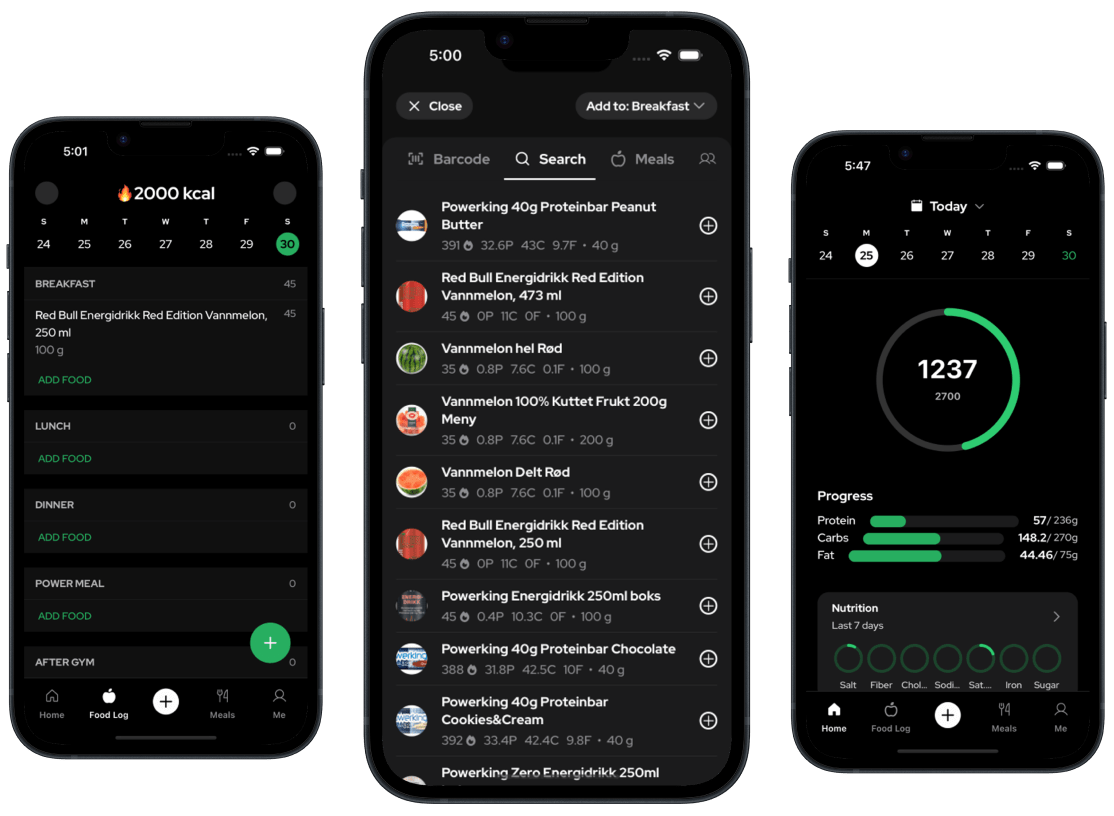 5:01
🔥2000 kcal
S M T W T F S
24 25 26 27 28 29 30
BREAKFAST 45
Red Bull Energidrikk Red Edition Vannmelon, 45
250 ml
100 g
ADD FOOD
LUNCH 0
ADD FOOD
DINNER 0
ADD FOOD
POWER MEAL 0
ADD FOOD
AFTER GYM 0
+
Home Food Log + Meals Me
5:00
Close Add to: Breakfast
Barcode Search Meals
Powerking 40g Proteinbar Peanut
Butter
391 32.6P 43C 9.7F • 40 g
Red Bull Energidrikk Red Edition
Vannmelon, 473 ml
45 0P 11C 0F • 100 g
Vannmelon hel Rød
35 0.8P 7.6C 0.1F • 100 g
Vannmelon 100% Kuttet Frukt 200g
Meny
35 0.8P 7.6C 0.1F • 200 g
Vannmelon Delt Rød
35 0.8P 7.6C 0.1F • 100 g
Red Bull Energidrikk Red Edition
Vannmelon, 250 ml
45 0P 11C 0F • 100 g
Powerking Energidrikk 250ml boks
45 0.4P 10.3C 0F • 100 g
Powerking 40g Proteinbar Chocolate
388 31.8P 42.5C 10F • 40 g
Powerking 40g Proteinbar
Cookies&Cream
392 33.4P 42.4C 9.8F • 40 g
Powerking Zero Energidrikk 250ml
5:47
Today
S M T W T F S
24 25 26 27 28 29 30
1237
2700
Progress
Protein 57/ 236g
Carbs 148.2/ 270g
Fat 44.46/ 75g
Nutrition
Last 7 days
Salt Fiber Chol... Sodi... Sat.... Iron Sugar
Home Food Log + Meals Me